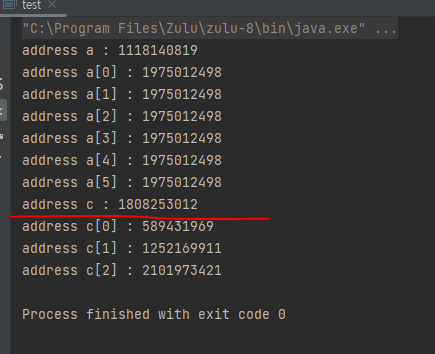 test
"C:\Program Files\Zulu\zulu-8\bin\java.exe" ...
address a : 1118140819
address a[0] : 1975012498
address a[1] : 1975012498
address a[2] : 1975012498
address a[3] : 1975012498
address a[4] : 1975012498
address a[5] : 1975012498
address c : 1808253012
address c[0] : 589431969
address c[1] : 1252169911
address c[2] : 2101973421
Process finished with exit code 0